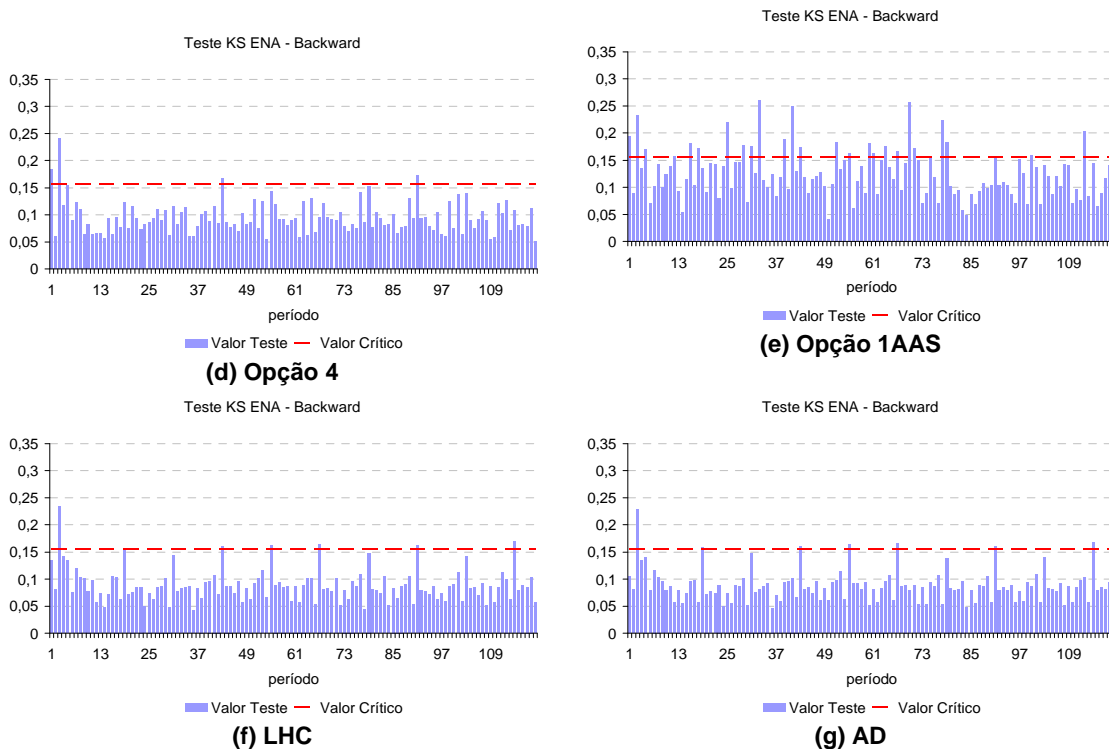 Teste KS ENA - Backward
0,35
0,3
0,25
0,2
0,15
0,1
0,05
0
1 13 25 37 49 61 73 85 97 109
período
Valor Teste Valor Crítico
(d) Opção 4
Teste KS ENA - Backward
0,35
0,3
0,25
0,2
0,15
0,1
0,05
0
1 13 25 37 49 61 73 85 97 109
período
Valor Teste Valor Crítico
(e) Opção 1AAS
Teste KS ENA - Backward
0,35
0,3
0,25
0,2
0,15
0,1
0,05
0
1 13 25 37 49 61 73 85 97 109
período
Valor Teste Valor Crítico
(f) LHC
Teste KS ENA - Backward
0,35
0,3
0,25
0,2
0,15
0,1
0,05
0
1 13 25 37 49 61 73 85 97 109
período
Valor Teste Valor Crítico
(g) AD